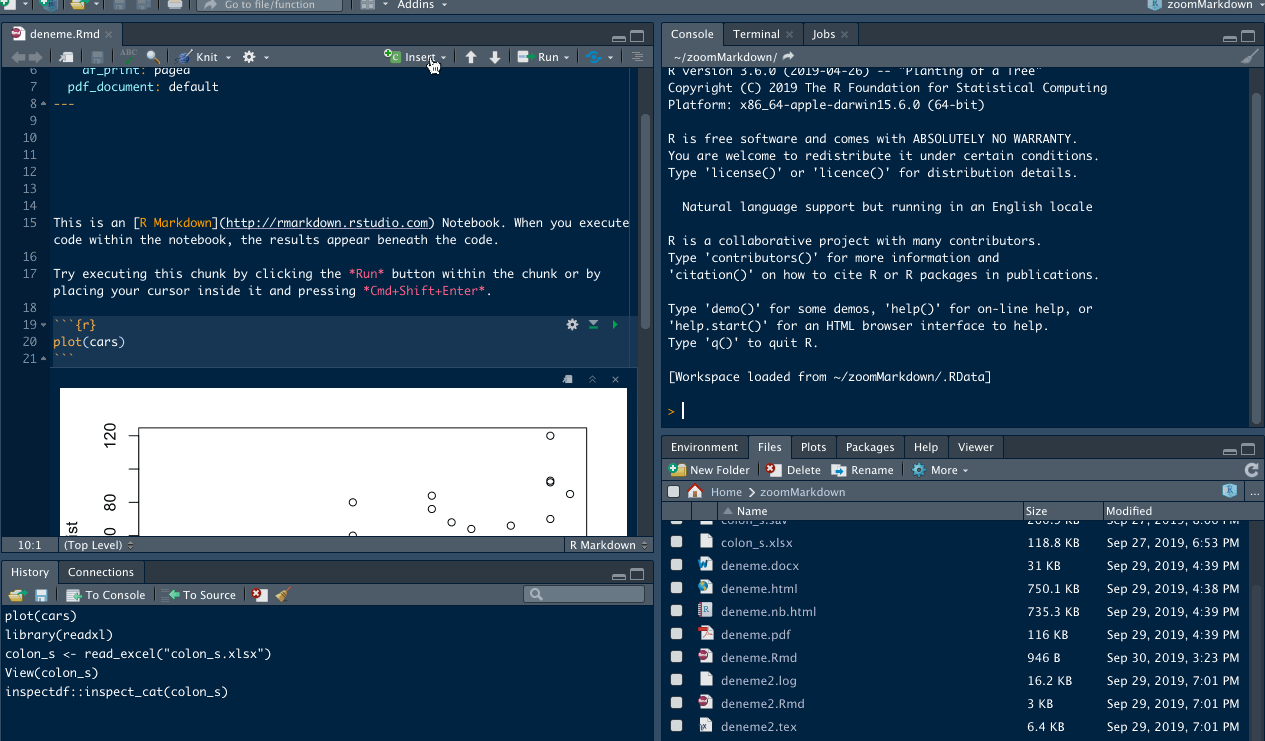 Go to file/function
Addins
zoomMarkdown
deneme.Rmd
ABC
Knit
Insert
Run
6 df_print: paged
7 pdf_document: default
8 ---
9
10
11
12
13
14
15 This is an [R Markdown](http://rmarkdown.rstudio.com) Notebook. When you execute
code within the notebook, the results appear beneath the code.
16
17 Try executing this chunk by clicking the *Run* button within the chunk or by
placing your cursor inside it and pressing *Cmd+Shift+Enter*.
18
19 ```{r}
20 plot(cars)
21 ```
120
80
10:1 (Top Level) R Markdown
History Connections
To Console To Source
plot(cars)
library(readxl)
colon_s <- read_excel("colon_s.xlsx")
View(colon_s)
inspectdf::inspect_cat(colon_s)
Console Terminal Jobs
~/zoomMarkdown/
R version 3.6.0 (2019-04-26) -- "Planting of a Tree"
Copyright (C) 2019 The R Foundation for Statistical Computing
Platform: x86_64-apple-darwin15.6.0 (64-bit)
R is free software and comes with ABSOLUTELY NO WARRANTY.
You are welcome to redistribute it under certain conditions.
Type 'license()' or 'licence()' for distribution details.
Natural language support but running in an English locale
R is a collaborative project with many contributors.
Type 'contributors()' for more information and
'citation()' on how to cite R or R packages in publications.
Type 'demo()' for some demos, 'help()' for on-line help, or
'help.start()' for an HTML browser interface to help.
Type 'q()' to quit R.
[Workspace loaded from ~/zoomMarkdown/.RData]
>
Environment Files Plots Packages Help Viewer
New Folder Delete Rename More
Home zoomMarkdown ...
Name Size Modified
colon_s.sav 266.5 KB Sep 27, 2019, 6:06 PM
colon_s.xlsx 118.8 KB Sep 27, 2019, 6:53 PM
deneme.docx 31 KB Sep 29, 2019, 4:39 PM
deneme.html 750.1 KB Sep 29, 2019, 4:38 PM
deneme.nb.html 735.3 KB Sep 29, 2019, 4:39 PM
deneme.pdf 116 KB Sep 29, 2019, 4:39 PM
deneme.Rmd 946 B Sep 30, 2019, 3:23 PM
deneme2.log 16.2 KB Sep 29, 2019, 7:01 PM
deneme2.Rmd 3 KB Sep 29, 2019, 7:01 PM
deneme2.tex 6.4 KB Sep 29, 2019, 7:01 PM